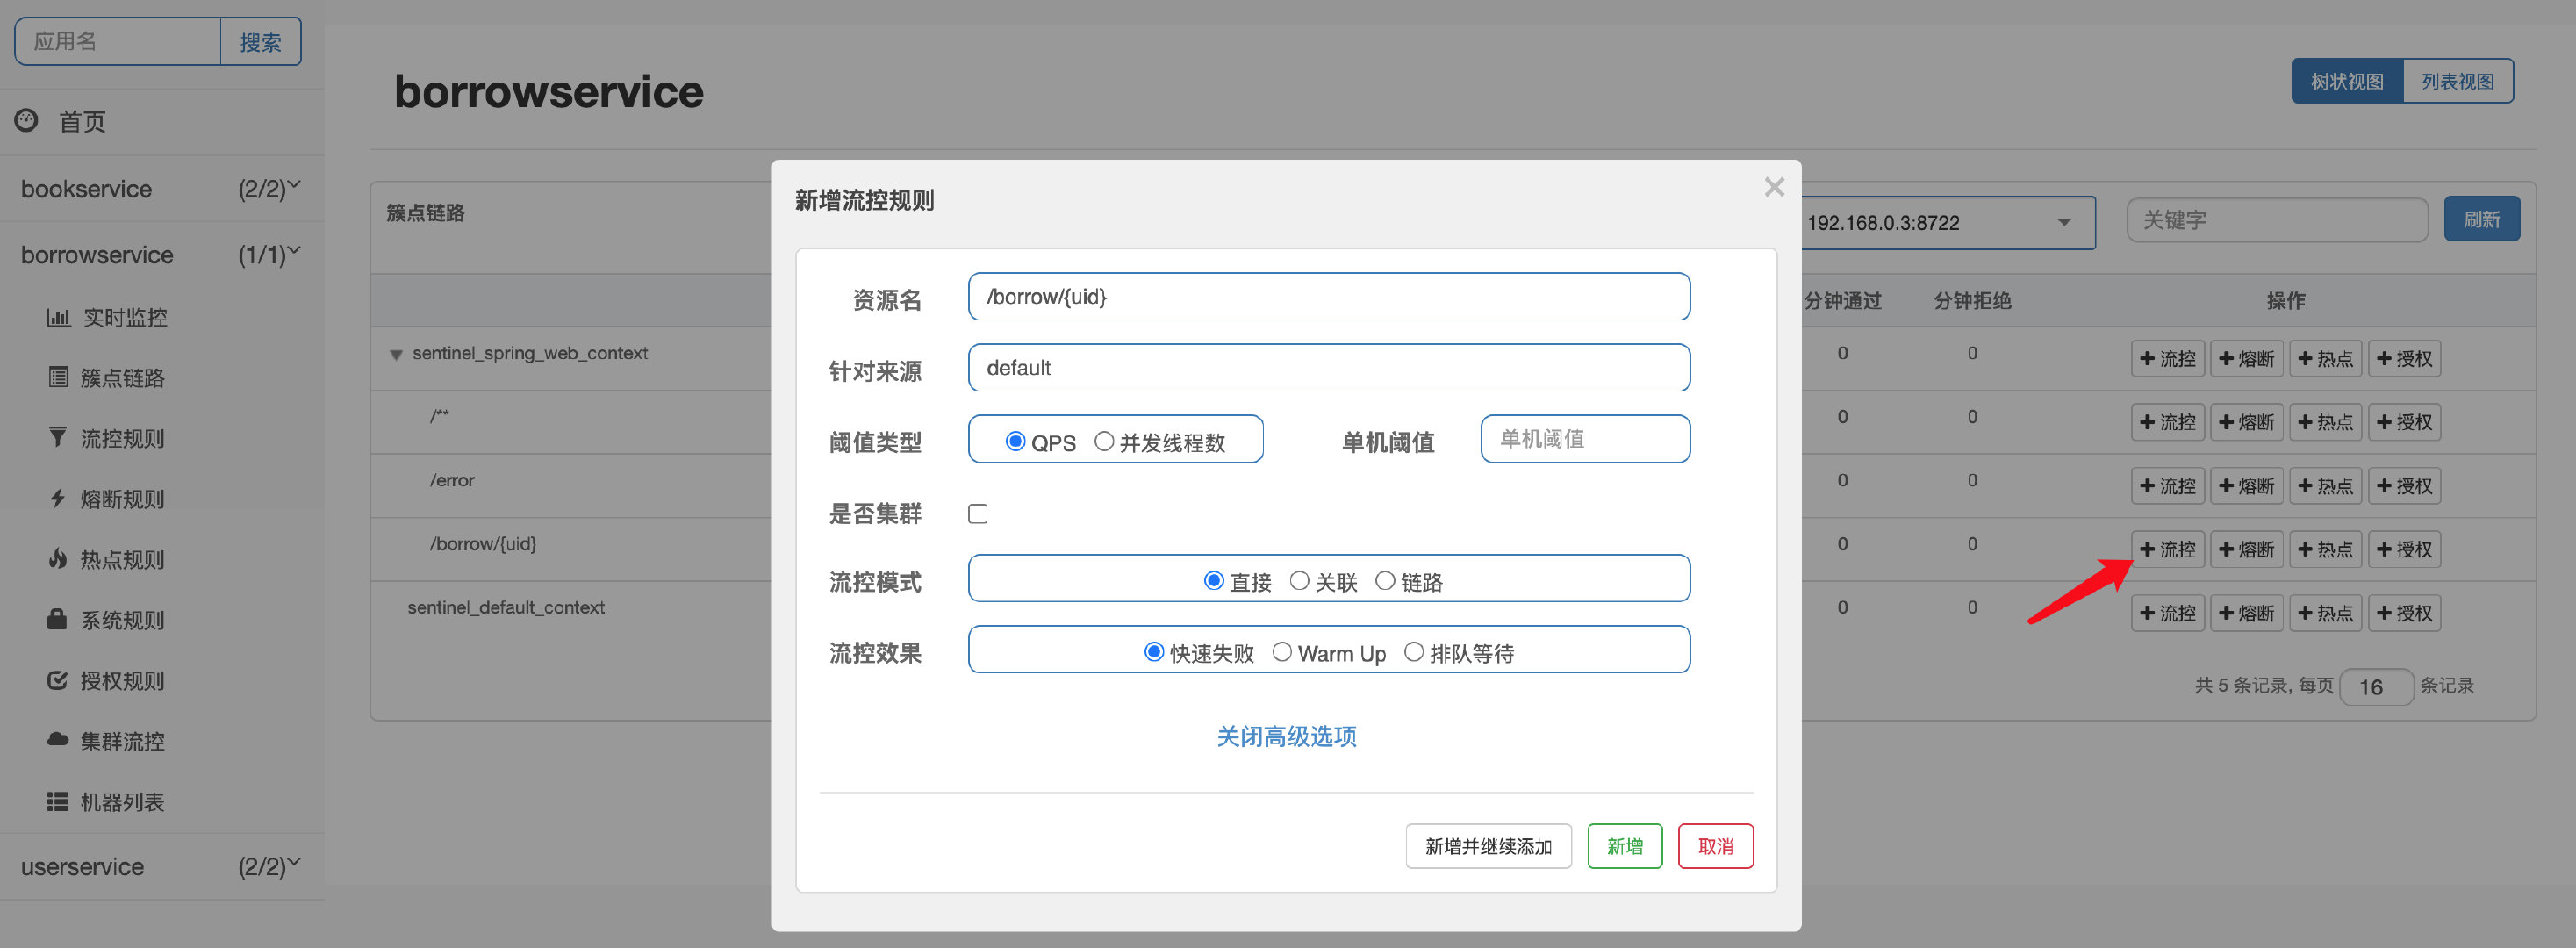 应用名 搜索
首页
bookservice (2/2)
borrowservice (1/1)
实时监控
簇点链路
流控规则
熔断规则
热点规则
系统规则
授权规则
集群流控
机器列表
userservice (2/2)
borrowservice
树状视图 列表视图
簇点链路
192.168.0.3:8722 关键字 刷新
分钟通过 分钟拒绝 操作
sentinel_spring_web_context 0 0 流控 熔断 热点 授权
/** 0 0 流控 熔断 热点 授权
/error 0 0 流控 熔断 热点 授权
/borrow/{uid} 0 0 流控 熔断 热点 授权
sentinel_default_context 0 0 流控 熔断 热点 授权
共 5 条记录, 每页 16 条记录
新增流控规则 ×
资源名 /borrow/{uid}
针对来源 default
阈值类型 QPS 并发线程数 单机阈值 单机阈值
是否集群
流控模式 直接 关联 链路
流控效果 快速失败 Warm Up 排队等待
关闭高级选项
新增并继续添加 新增 取消